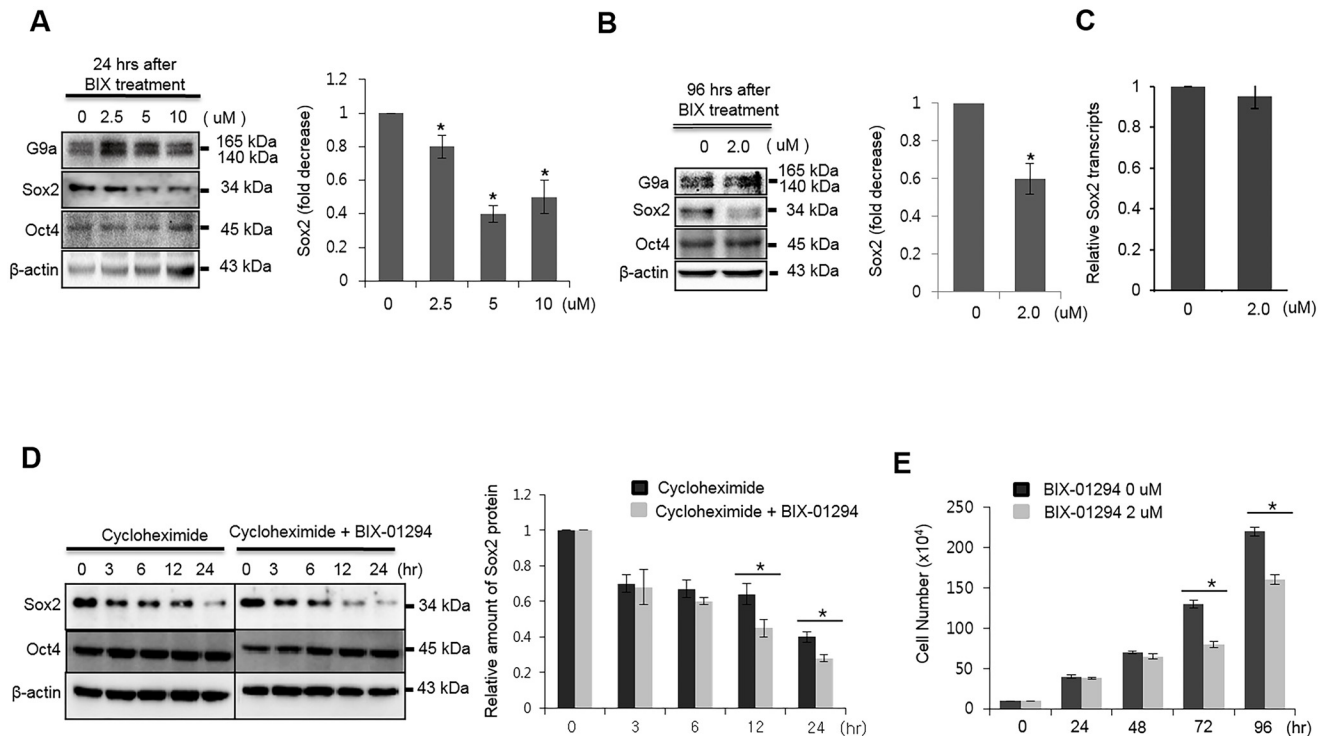 A
24 hrs after
BIX treatment
0 2.5 5 10 ( uM )
G9a
165 kDa
140 kDa
Sox2
34 kDa
Oct4
45 kDa
β-actin
43 kDa
Sox2 (fold decrease)
1.2
1
0.8
0.6
0.4
0.2
0
* * *
0 2.5 5 10 (uM)
B
96 hrs after
BIX treatment
0 2.0 ( uM )
G9a
165 kDa
140 kDa
Sox2
34 kDa
Oct4
45 kDa
β-actin
43 kDa
Sox2 (fold decrease)
1
0.8
0.6
0.4
0.2
0
*
0 2.0 (uM)
C
Relative Sox2 transcripts
1
0.8
0.6
0.4
0.2
0
0 2.0 (uM)
D
Cycloheximide
Cycloheximide + BIX-01294
0 3 6 12 24 0 3 6 12 24 (hr)
Sox2
34 kDa
Oct4
45 kDa
β-actin
43 kDa
Relative amount of Sox2 protein
Cycloheximide
Cycloheximide + BIX-01294
1.2
1
0.8
0.6
0.4
0.2
0
* *
0 3 6 12 24 (hr)
E
BIX-01294 0 uM
BIX-01294 2 uM
Cell Number (x10⁴)
250
200
150
100
50
0
* *
0 24 48 72 96 (hr)